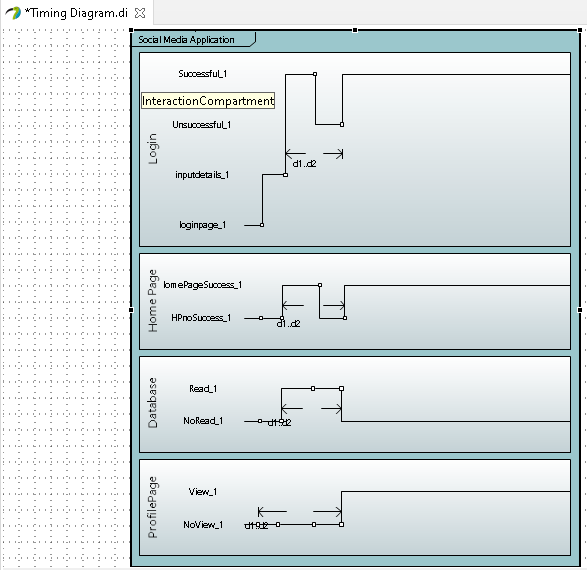 *Timing Diagram.di
Social Media Application
Login
Successful_1
InteractionCompartment
Unsuccessful_1
d1..d2
inputdetails_1
loginpage_1
Home Page
omePageSuccess_1
HPnoSuccess_1
d1..d2
Database
Read_1
NoRead_1
d1..d2
ProfilePage
View_1
NoView_1
d1..d2